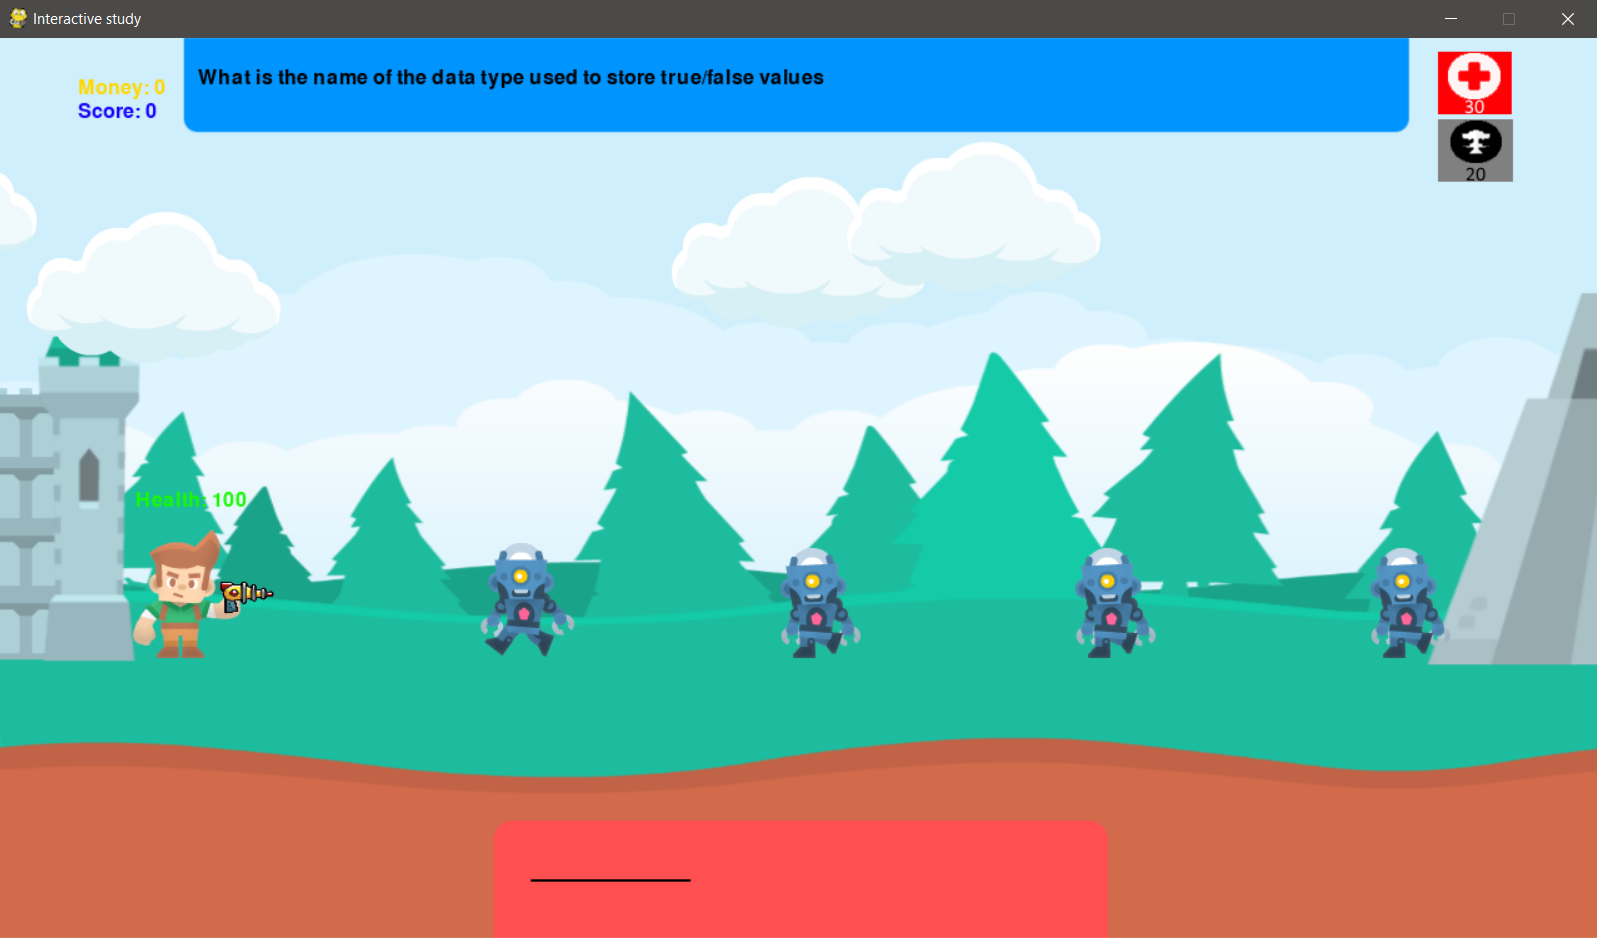 Interactive study
Money: 0
Score: 0
What is the name of the data type used to store true/false values
30
20
Health: 100